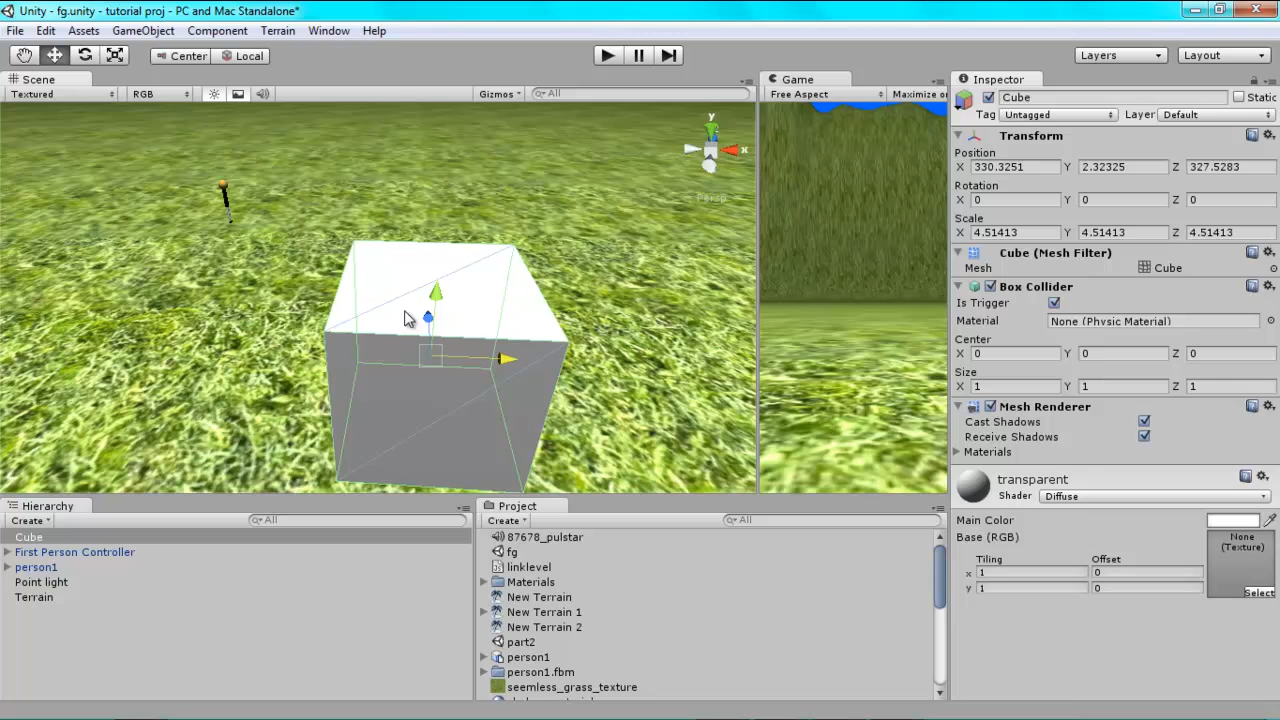 Unity - fg.unity - tutorial proj - PC and Mac Standalone*
File Edit Assets GameObject Component Terrain Window Help
Center Local Layers Layout
Scene
Textured RGB Gizmos All
y
x
Persp
Game
Free Aspect Maximize on
Inspector
Cube Static
Tag Untagged Layer Default
Transform
Position
X 330.3251 Y 2.32325 Z 327.5283
Rotation
X 0 Y 0 Z 0
Scale
X 4.51413 Y 4.51413 Z 4.51413
Cube (Mesh Filter)
Mesh Cube
Box Collider
Is Trigger
Material None (Physic Material)
Center
X 0 Y 0 Z 0
Size
X 1 Y 1 Z 1
Mesh Renderer
Cast Shadows
Receive Shadows
Materials
transparent
Shader Diffuse
Main Color
Base (RGB) None
(Texture)
Tiling Offset
x 1 0
y 1 0
Select
Hierarchy
Create All
Cube
First Person Controller
person1
Point light
Terrain
Project
Create All
87678_pulstar
fg
linklevel
Materials
New Terrain
New Terrain 1
New Terrain 2
part2
person1
person1.fbm
seemless_grass_texture